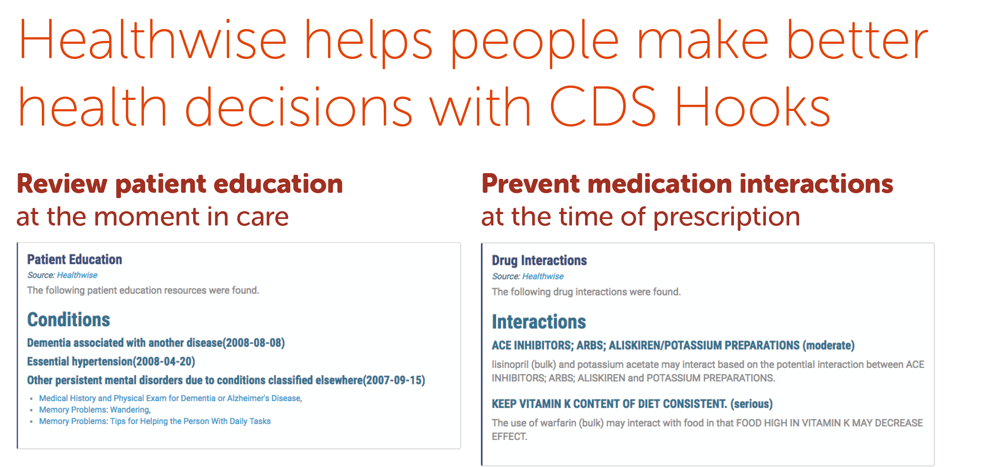 Healthwise helps people make better
health decisions with CDS Hooks
Review patient education
at the moment in care
Patient Education
Source: Healthwise
The following patient education resources were found.
Conditions
Dementia associated with another disease(2008-08-08)
Essential hypertension(2008-04-20)
Other persistent mental disorders due to conditions classified elsewhere(2007-09-15)
• Medical History and Physical Exam for Dementia or Alzheimer's Disease,
• Memory Problems: Wandering,
• Memory Problems: Tips for Helping the Person With Daily Tasks
Prevent medication interactions
at the time of prescription
Drug Interactions
Source: Healthwise
The following drug interactions were found.
Interactions
ACE INHIBITORS; ARBS; ALISKIREN/POTASSIUM PREPARATIONS (moderate)
lisinopril (bulk) and potassium acetate may interact based on the potential interaction between ACE
INHIBITORS; ARBS; ALISKIREN and POTASSIUM PREPARATIONS.
KEEP VITAMIN K CONTENT OF DIET CONSISTENT. (serious)
The use of warfarin (bulk) may interact with food in that FOOD HIGH IN VITAMIN K MAY DECREASE
EFFECT.